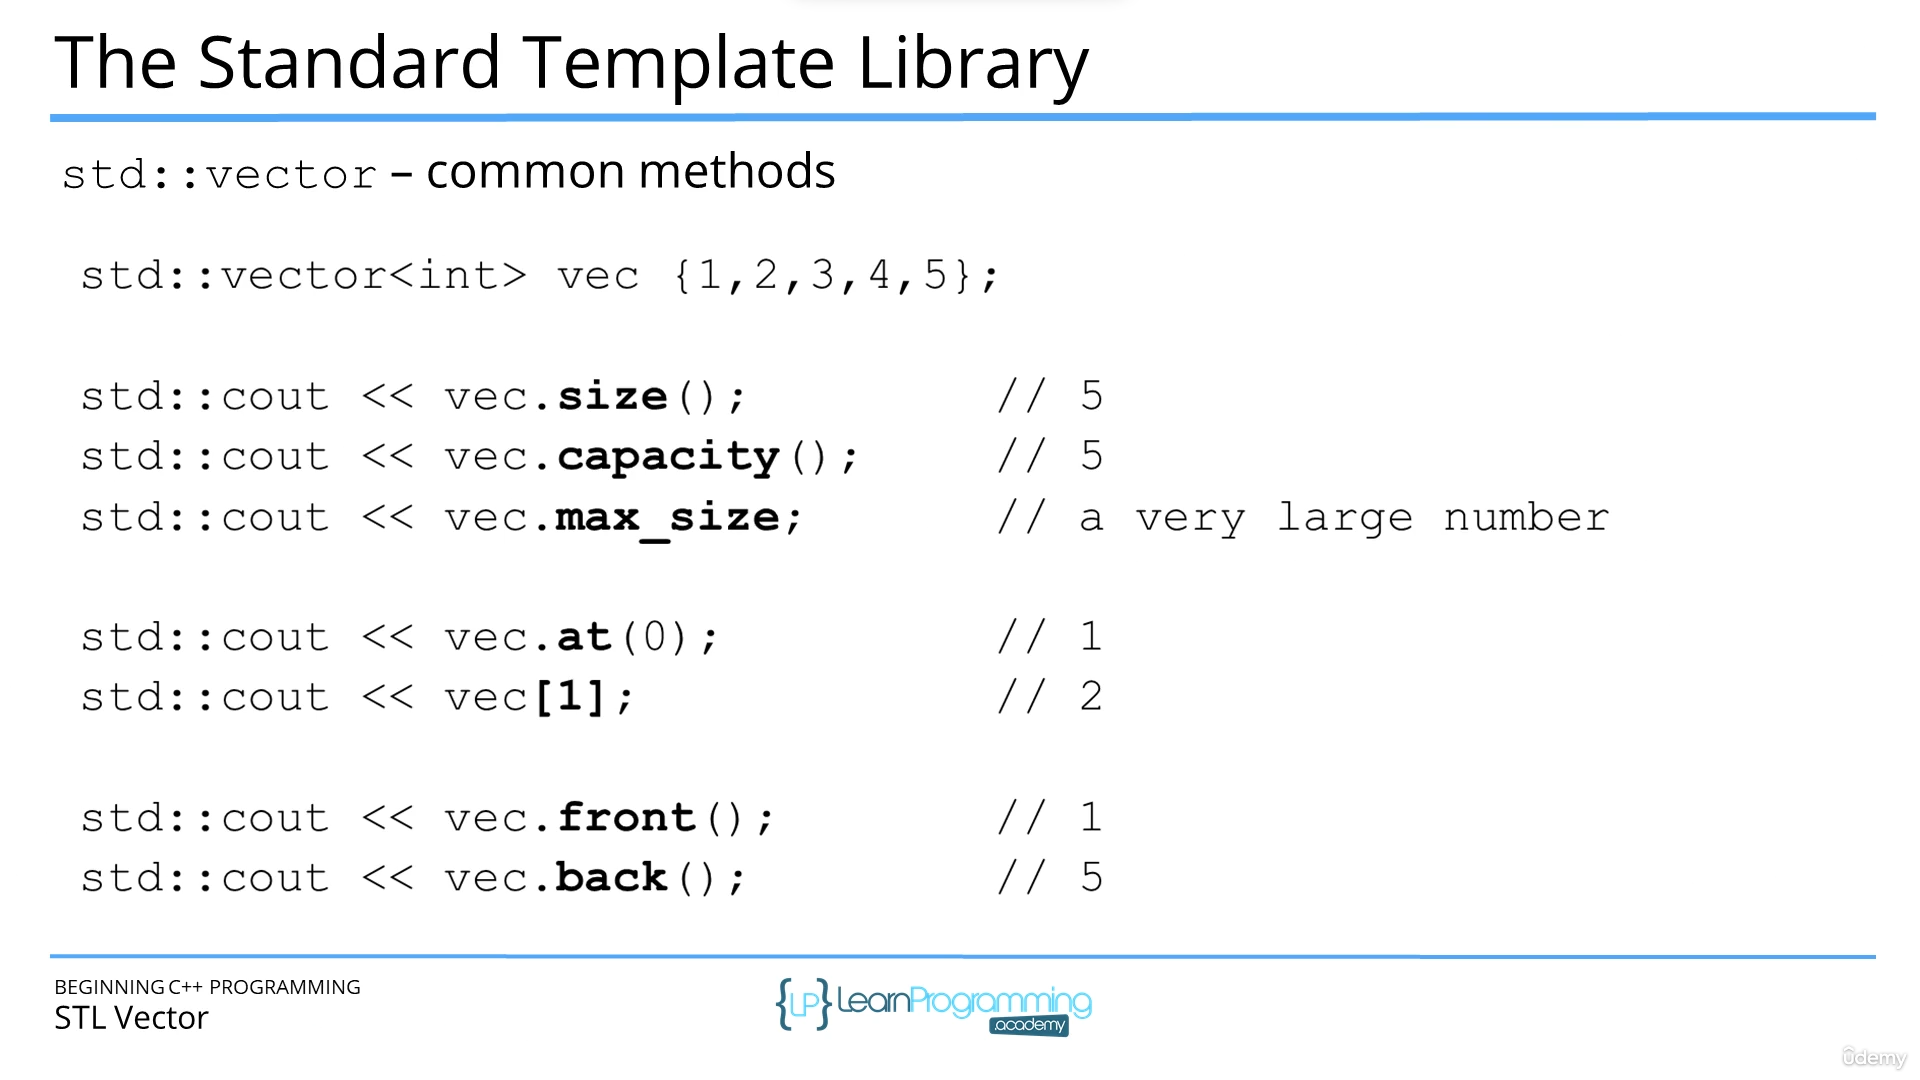 The Standard Template Library
std::vector – common methods
std::vector<int> vec {1,2,3,4,5};
std::cout << vec.size(); // 5
std::cout << vec.capacity(); // 5
std::cout << vec.max_size; // a very large number
std::cout << vec.at(0); // 1
std::cout << vec[1]; // 2
std::cout << vec.front(); // 1
std::cout << vec.back(); // 5
BEGINNING C++ PROGRAMMING
STL Vector
{LP} LearnProgramming
.academy
ûdemy